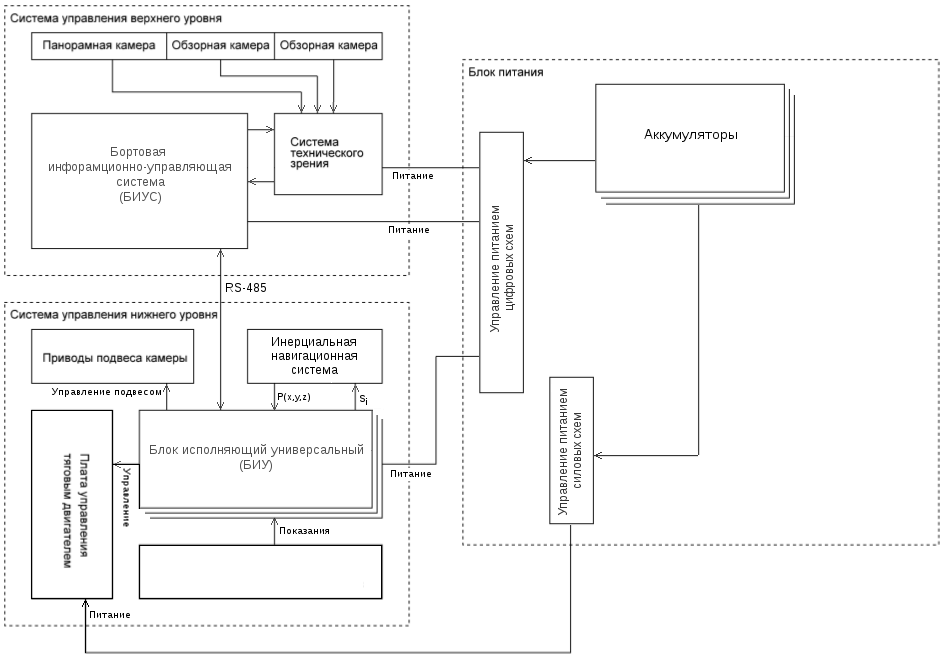 Система управления верхнего уровня
Панорамная камера
Обзорная камера
Обзорная камера
Бортовая
инфорамционно-управляющая
система
(БИУС)
Система
технического
зрения
Питание
Питание
RS-485
Блок питания
Аккумуляторы
Управление питанием
цифровых схем
Управление питанием
силовых схем
Система управления нижнего уровня
Приводы подвеса камеры
Управление подвесом
Инерциальная
навигационная
система
P(x,y,z)
Si
Блок исполняющий универсальный
(БИУ)
Питание
Плата управления
тяговым двигателем
Управление
Показания
Питание